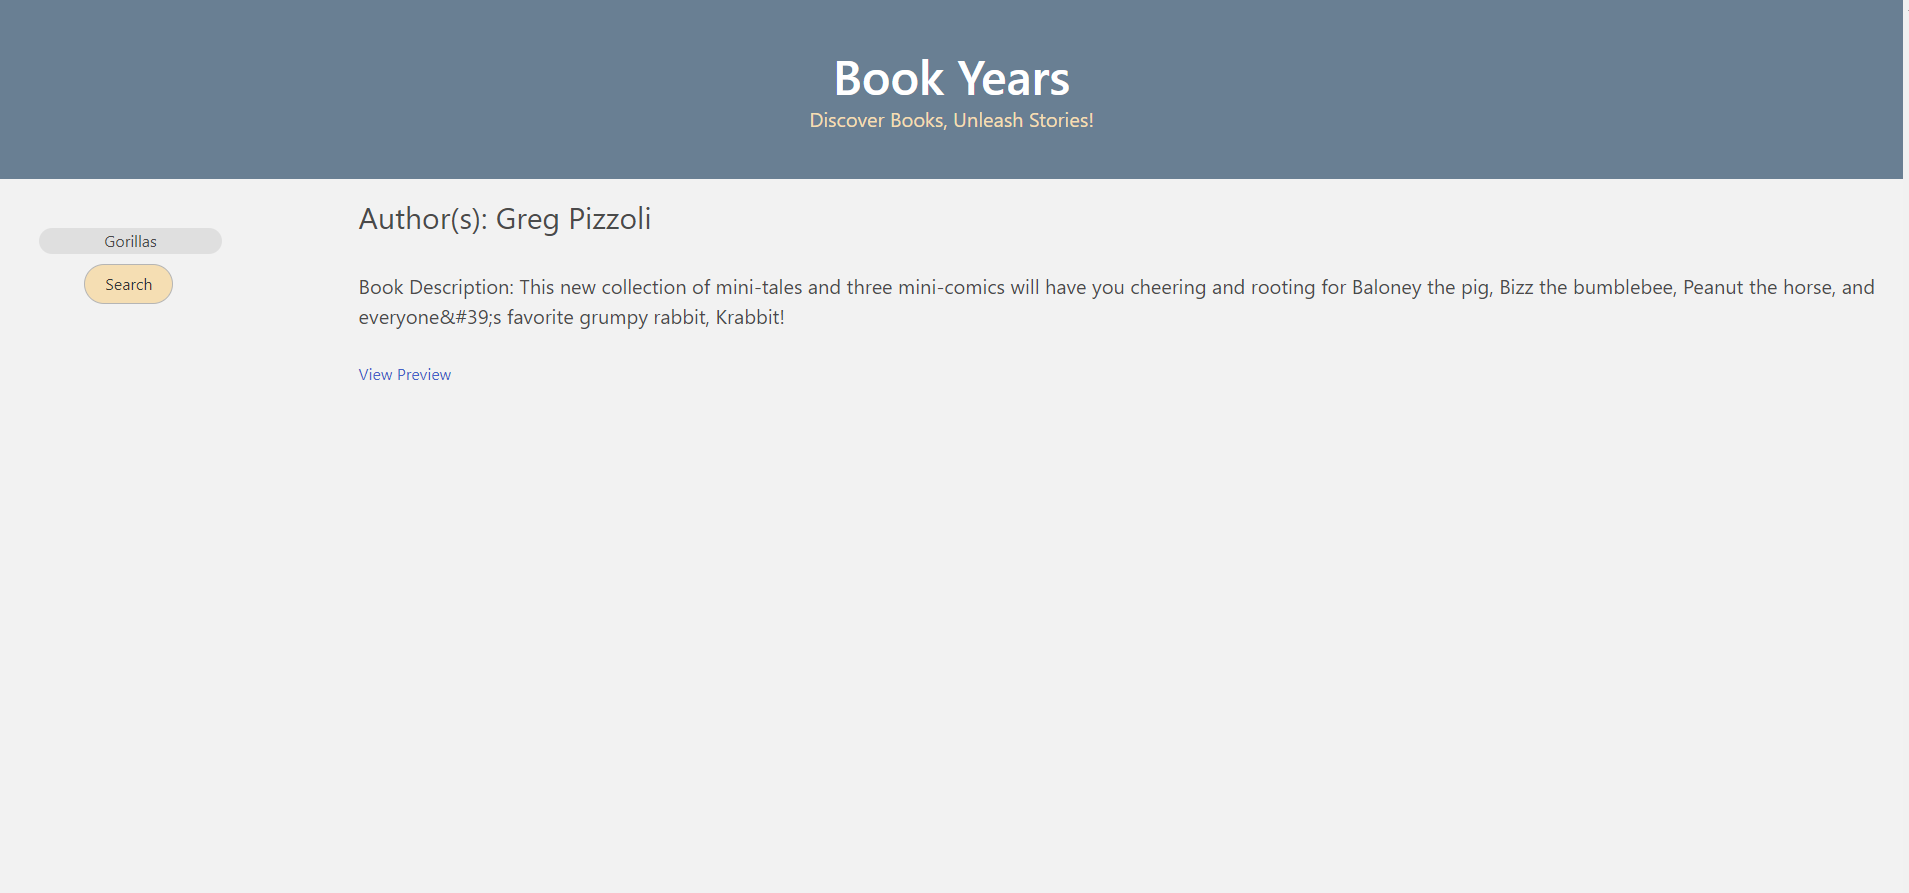 Book Years
Discover Books, Unleash Stories!
Gorillas
Search
Author(s): Greg Pizzoli
Book Description: This new collection of mini-tales and three mini-comics will have you cheering and rooting for Baloney the pig, Bizz the bumblebee, Peanut the horse, and
everyone&#39;s favorite grumpy rabbit, Krabbit!
View Preview